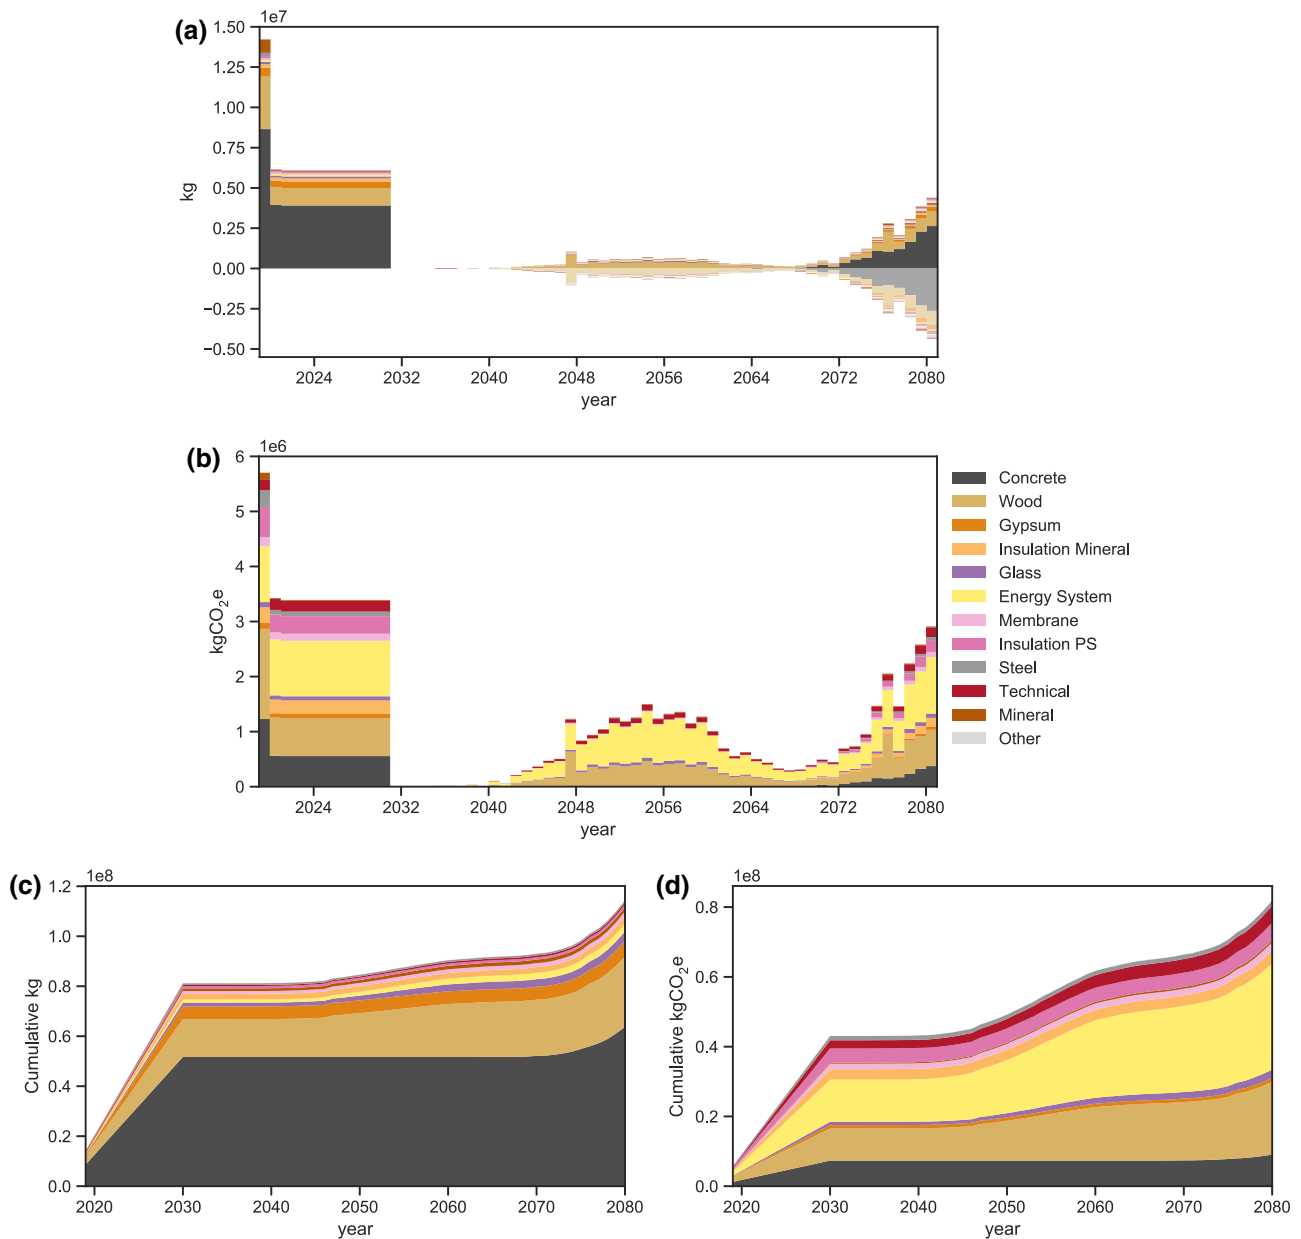 (a)
1e7
1.50
1.25
1.00
0.75
0.50
0.25
0.00
−0.25
−0.50
kg
2024 2032 2040 2048 2056 2064 2072 2080
year
(b)
1e6
6
5
4
3
2
1
0
kgCO2e
2024 2032 2040 2048 2056 2064 2072 2080
year
Concrete
Wood
Gypsum
Insulation Mineral
Glass
Energy System
Membrane
Insulation PS
Steel
Technical
Mineral
Other
(c)
1e8
1.2
1.0
0.8
0.6
0.4
0.2
0.0
Cumulative kg
2020 2030 2040 2050 2060 2070 2080
year
(d)
1e8
0.8
0.6
0.4
0.2
0.0
Cumulative kgCO2e
2020 2030 2040 2050 2060 2070 2080
year